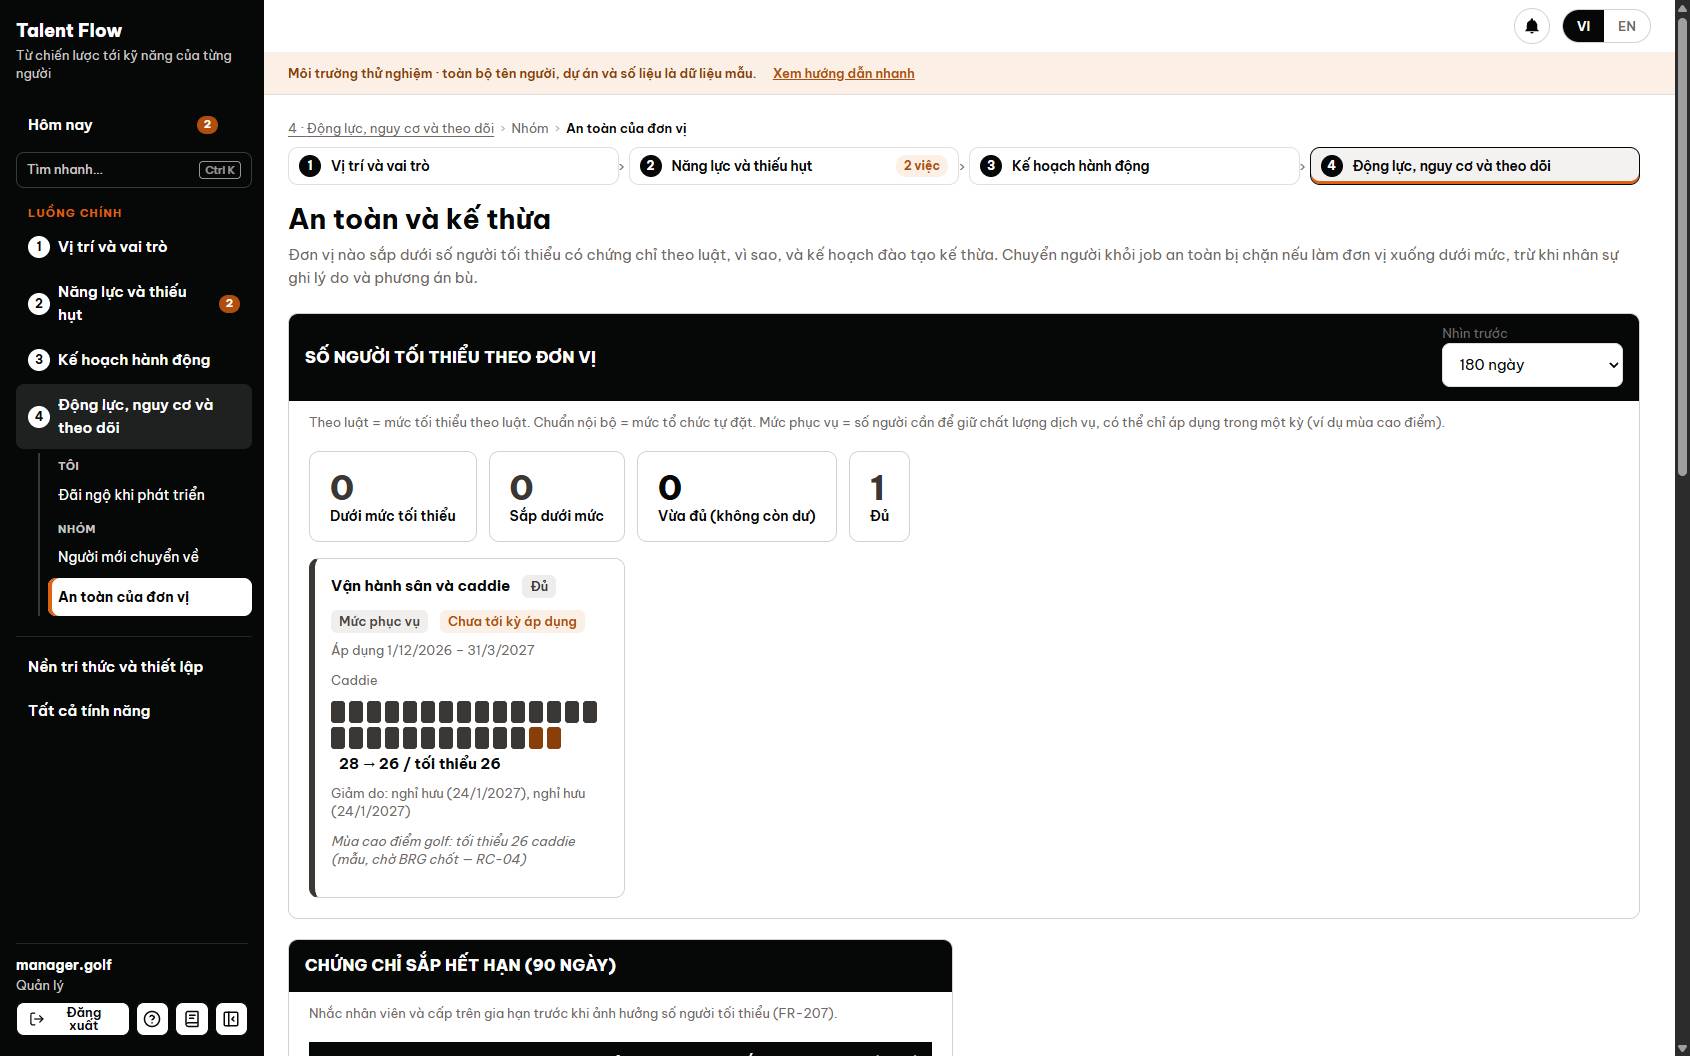 Talent Flow
Từ chiến lược tới kỹ năng của từng
người
Hôm nay
2
Tìm nhanh...
Ctrl K
LUỒNG CHÍNH
1 Vị trí và vai trò
2 Năng lực và thiếu
hụt
2
3 Kế hoạch hành động
4 Động lực, nguy cơ và
theo dõi
TÔI
Đãi ngộ khi phát triển
NHÓM
Người mới chuyển về
An toàn của đơn vị
Nền tri thức và thiết lập
Tất cả tính năng
manager.golf
Quản lý
Đăng
xuất
VI EN
Môi trường thử nghiệm · toàn bộ tên người, dự án và số liệu là dữ liệu mẫu. Xem hướng dẫn nhanh
4 · Động lực, nguy cơ và theo dõi › Nhóm › An toàn của đơn vị
1 Vị trí và vai trò › 2 Năng lực và thiếu hụt 2 việc › 3 Kế hoạch hành động › 4 Động lực, nguy cơ và theo dõi
An toàn và kế thừa
Đơn vị nào sắp dưới số người tối thiểu có chứng chỉ theo luật, vì sao, và kế hoạch đào tạo kế thừa. Chuyển người khỏi job an toàn bị chặn nếu làm đơn vị xuống dưới mức, trừ khi nhân sự
ghi lý do và phương án bù.
SỐ NGƯỜI TỐI THIỂU THEO ĐƠN VỊ
Nhìn trước
180 ngày
Theo luật = mức tối thiểu theo luật. Chuẩn nội bộ = mức tổ chức tự đặt. Mức phục vụ = số người cần để giữ chất lượng dịch vụ, có thể chỉ áp dụng trong một kỳ (ví dụ mùa cao điểm).
0
Dưới mức tối thiểu
0
Sắp dưới mức
0
Vừa đủ (không còn dư)
1
Đủ
Vận hành sân và caddie Đủ
Mức phục vụ Chưa tới kỳ áp dụng
Áp dụng 1/12/2026 – 31/3/2027
Caddie
28 → 26 / tối thiểu 26
Giảm do: nghỉ hưu (24/1/2027), nghỉ hưu
(24/1/2027)
Mùa cao điểm golf: tối thiểu 26 caddie
(mẫu, chờ BRG chốt — RC-04)
CHỨNG CHỈ SẮP HẾT HẠN (90 NGÀY)
Nhắc nhân viên và cấp trên gia hạn trước khi ảnh hưởng số người tối thiểu (FR-207).